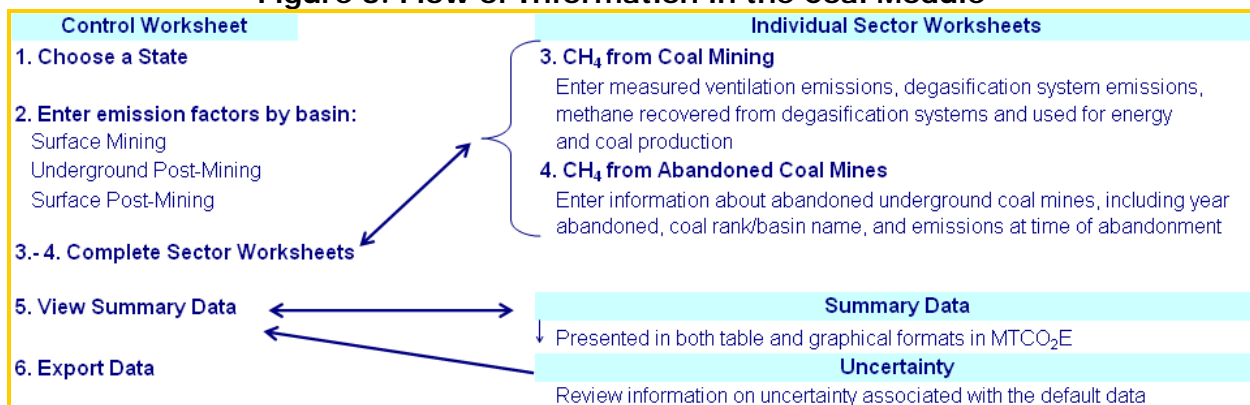 Control Worksheet
1. Choose a State
2. Enter emission factors by basin:
Surface Mining
Underground Post-Mining
Surface Post-Mining
3.- 4. Complete Sector Worksheets
5. View Summary Data
6. Export Data
Individual Sector Worksheets
3. CH₄ from Coal Mining
Enter measured ventilation emissions, degasification system emissions,
methane recovered from degasification systems and used for energy
and coal production
4. CH₄ from Abandoned Coal Mines
Enter information about abandoned underground coal mines, including year
abandoned, coal rank/basin name, and emissions at time of abandonment
Summary Data
Presented in both table and graphical formats in MTCO₂E
Uncertainty
Review information on uncertainty associated with the default data